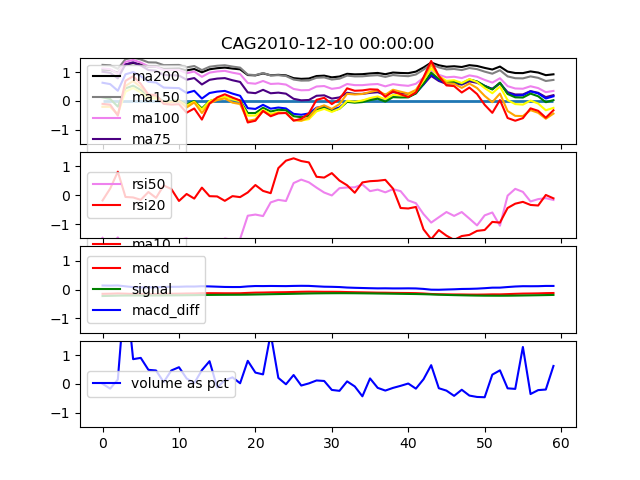 CAG2010-12-10 00:00:00
1
0
−1
ma200
ma150
ma100
ma75
1
0
−1
rsi50
rsi20
ma10
1
0
−1
macd
signal
macd_diff
1
0
−1
volume as pct
0 10 20 30 40 50 60